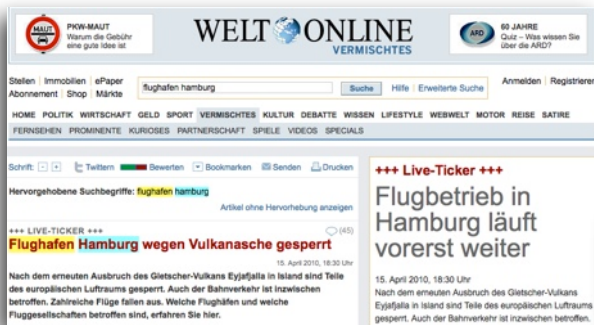 MAUT
PKW-MAUT
Warum die Gebühr
eine gute Idee ist
WELT ONLINE
VERMISCHTES
ARD
60 JAHRE
Quiz – Was wissen Sie
über die ARD?
Stellen Immobilien ePaper
Abonnement Shop Märkte
flughafen hamburg
Suche
Hilfe Erweiterte Suche
Anmelden Registrieren
HOME POLITIK WIRTSCHAFT GELD SPORT VERMISCHTES KULTUR DEBATTE WISSEN LIFESTYLE WEBWELT MOTOR REISE SATIRE
FERNSEHEN PROMINENTE KURIOSES PARTNERSCHAFT SPIELE VIDEOS SPECIALS
Schrift: - + Twittern Bewerten Bookmarken Senden Drucken
Hervorgehobene Suchbegriffe: flughafen hamburg
Artikel ohne Hervorhebung anzeigen
+++ LIVE-TICKER +++ (45)
Flughafen Hamburg wegen Vulkanasche gesperrt
15. April 2010, 18:30 Uhr
Nach dem erneuten Ausbruch des Gletscher-Vulkans Eyjafjalla in Island sind Teile
des europäischen Luftraums gesperrt. Auch der Bahnverkehr ist inzwischen
betroffen. Zahlreiche Flüge fallen aus. Welche Flughäfen und welche
Fluggesellschaften betroffen sind, erfahren Sie hier.
+++ Live-Ticker +++
Flugbetrieb in
Hamburg läuft
vorerst weiter
15. April 2010, 18:30 Uhr
Nach dem erneuten Ausbruch des Gletscher-Vulkans
Eyjafjalla in Island sind Teile des europäischen Luftraums
gesperrt. Auch der Bahnverkehr ist inzwischen betroffen.